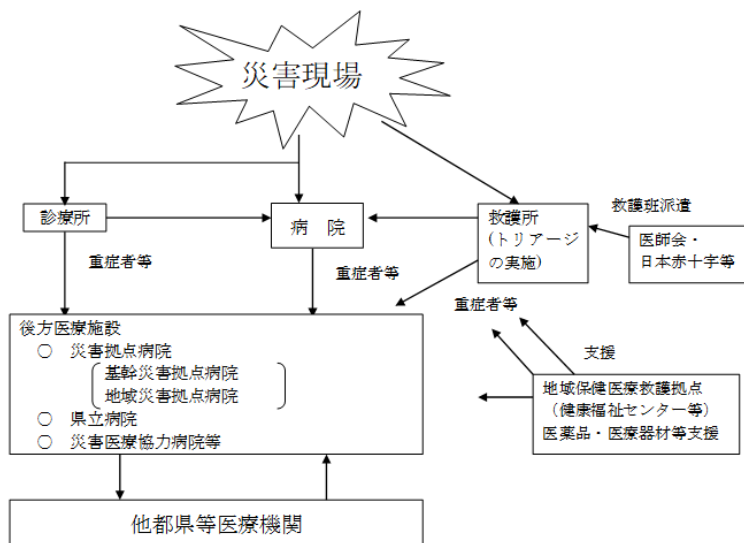 災害現場
診療所
病　院
救護所
(トリアージ
の実施)
救護班派遣
医師会・
日本赤十字等
重症者等
重症者等
重症者等
後方医療施設
○　災害拠点病院
基幹災害拠点病院
地域災害拠点病院
○　県立病院
○　災害医療協力病院等
支援
地域保健医療救護拠点
（健康福祉センター等）
医薬品・医療器材等支援
他都県等医療機関